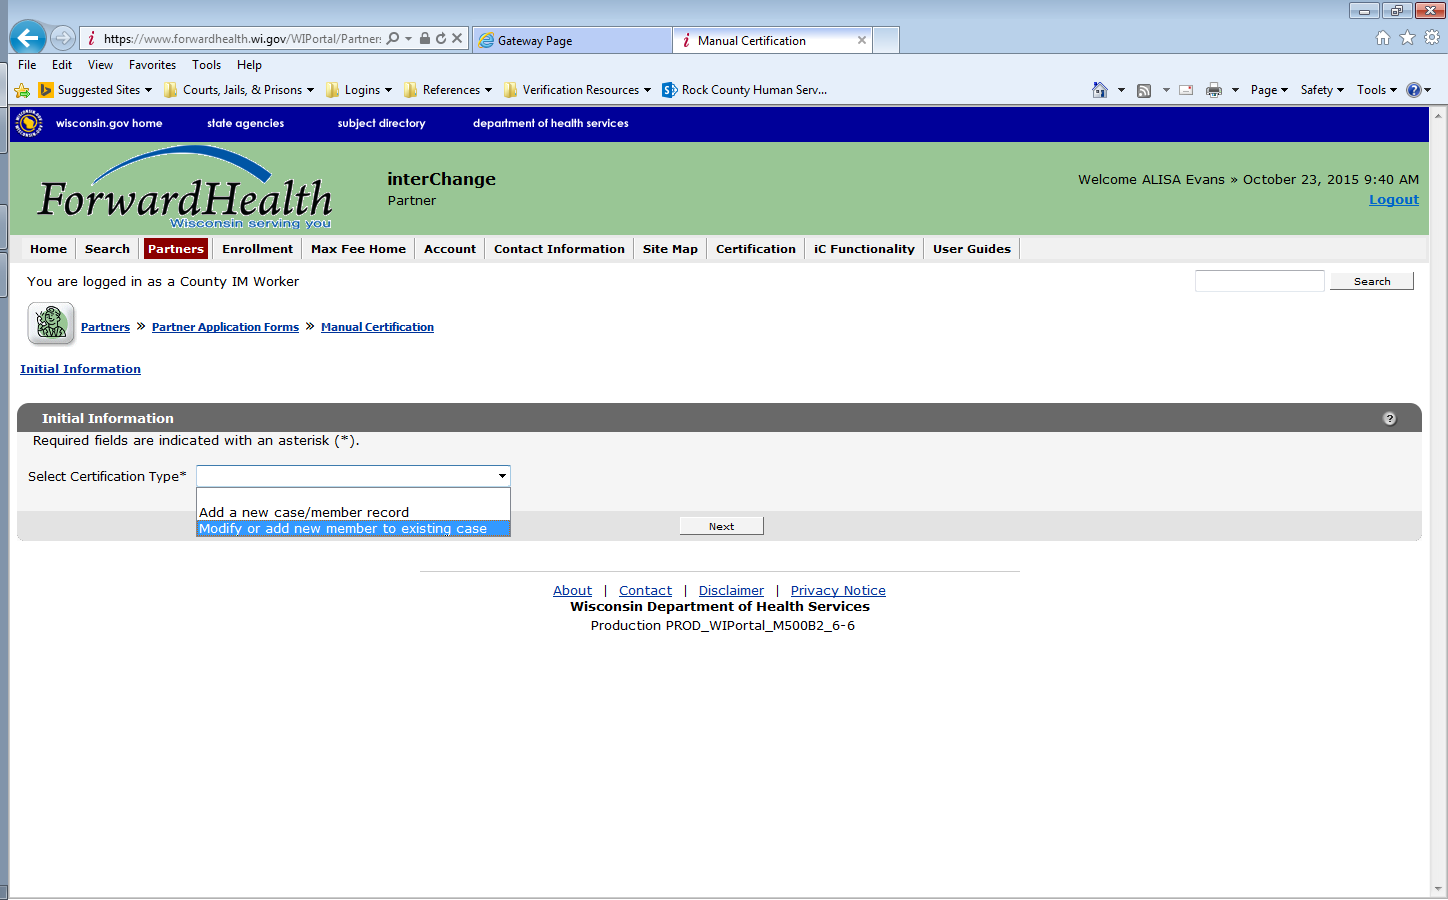 https://www.forwardhealth.wi.gov/WIPortal/Partner
Gateway Page
Manual Certification
File Edit View Favorites Tools Help
Suggested Sites Courts, Jails, & Prisons Logins References Verification Resources Rock County Human Serv... Page Safety Tools
wisconsin.gov home state agencies subject directory department of health services
ForwardHealth
Wisconsin serving you
interChange
Partner
Welcome ALISA Evans » October 23, 2015 9:40 AM
Logout
Home Search Partners Enrollment Max Fee Home Account Contact Information Site Map Certification iC Functionality User Guides
You are logged in as a County IM Worker
Search
Partners » Partner Application Forms » Manual Certification
Initial Information
Initial Information ?
Required fields are indicated with an asterisk (*).
Select Certification Type*
Add a new case/member record
Modify or add new member to existing case
Next
About | Contact | Disclaimer | Privacy Notice
Wisconsin Department of Health Services
Production PROD_WIPortal_M500B2_6-6